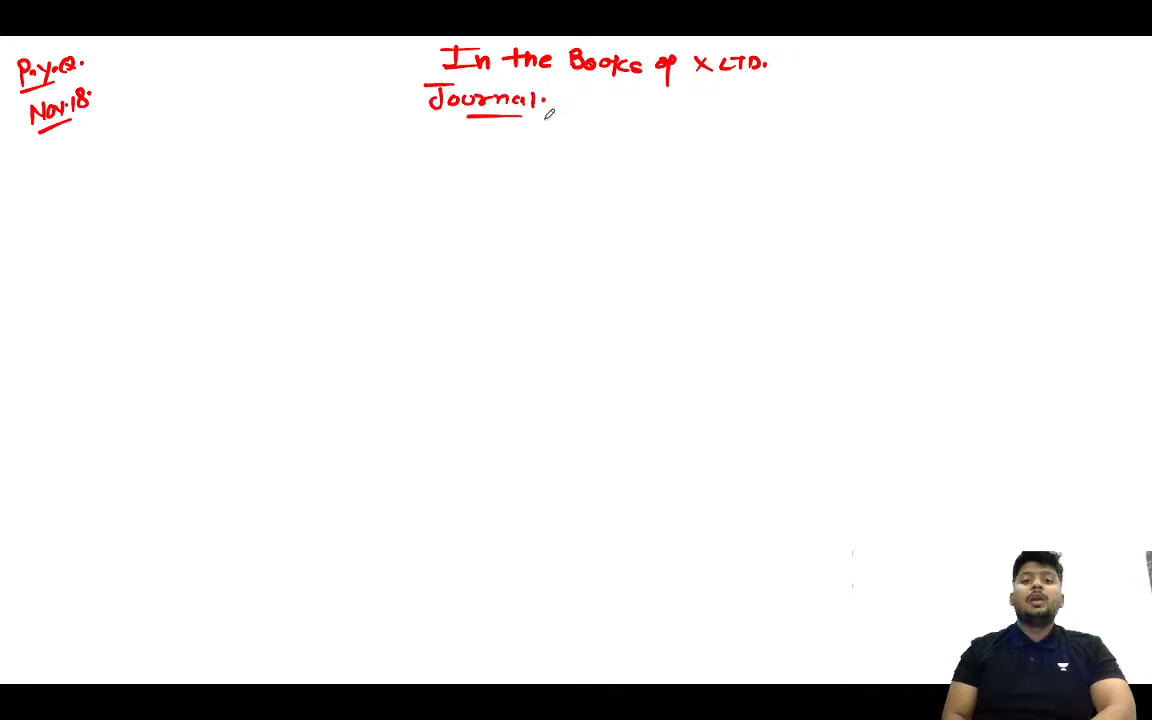 P.Y.Q.
Nov.18.
In the Books of X LTD.
Journal.